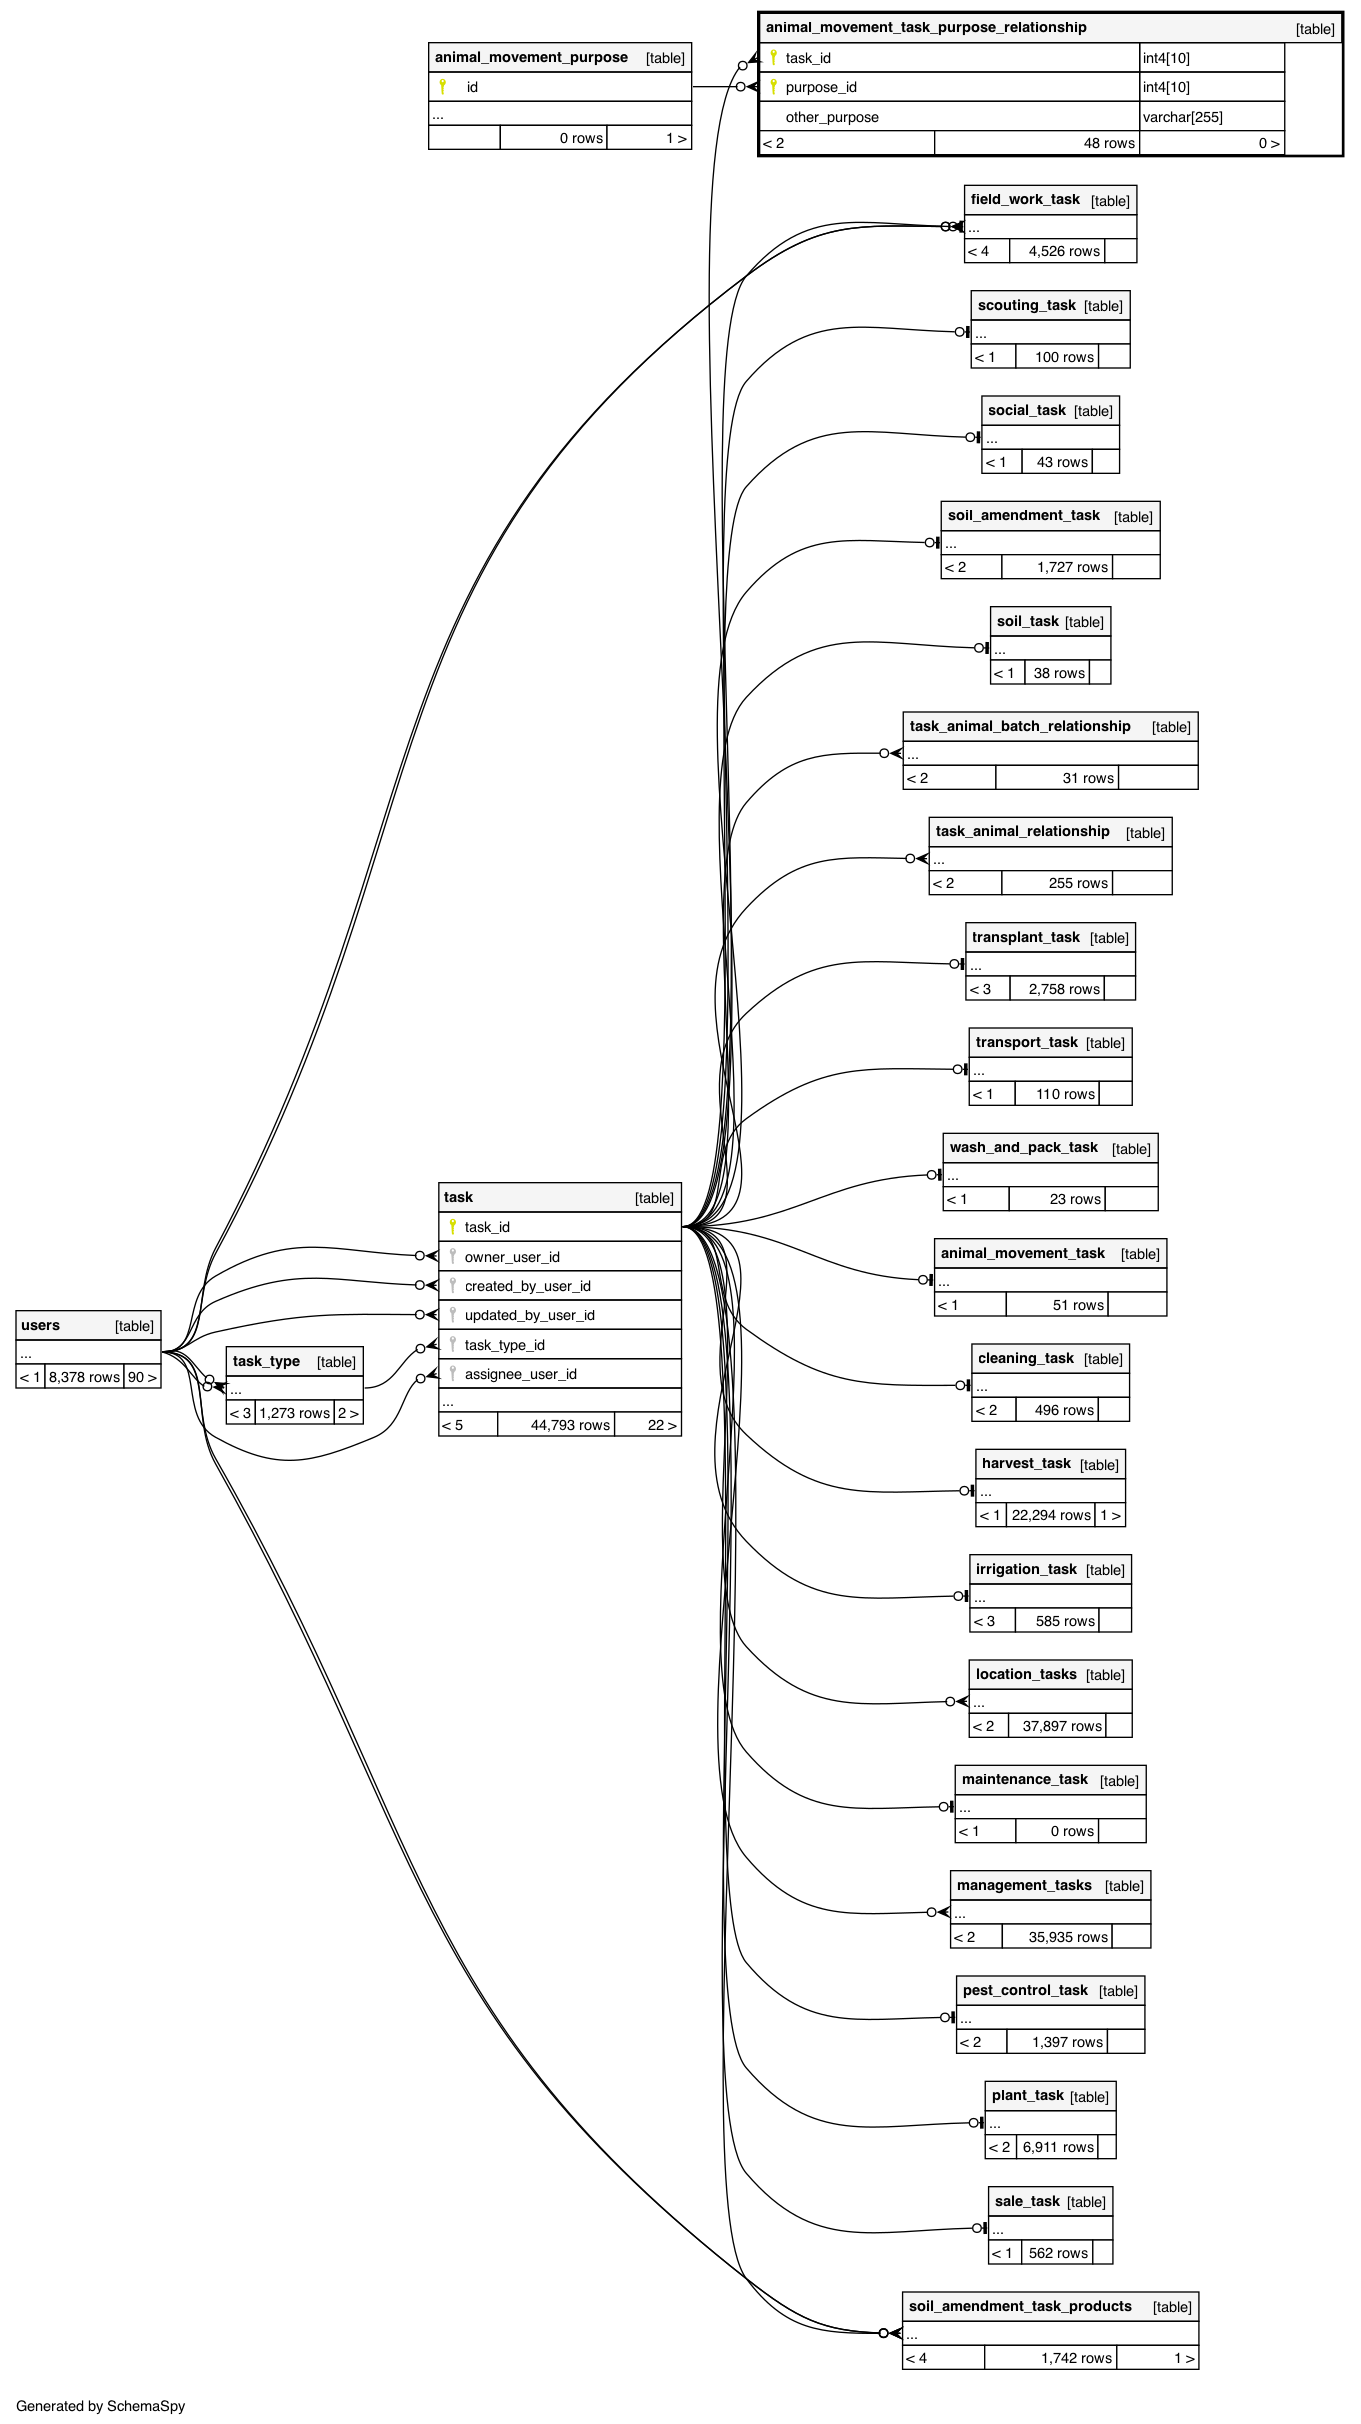 animal_movement_task_purpose_relationship [table]
task_id int4[10]
purpose_id int4[10]
other_purpose varchar[255]
< 2 48 rows 0 >
animal_movement_purpose [table]
id
...
0 rows 1 >
field_work_task [table]
...
< 4 4,526 rows
scouting_task [table]
...
< 1 100 rows
social_task [table]
...
< 1 43 rows
soil_amendment_task [table]
...
< 2 1,727 rows
soil_task [table]
...
< 1 38 rows
task_animal_batch_relationship [table]
...
< 2 31 rows
task_animal_relationship [table]
...
< 2 255 rows
transplant_task [table]
...
< 3 2,758 rows
transport_task [table]
...
< 1 110 rows
wash_and_pack_task [table]
...
< 1 23 rows
task [table]
task_id
owner_user_id
created_by_user_id
updated_by_user_id
task_type_id
assignee_user_id
...
< 5 44,793 rows 22 >
users [table]
...
< 1 8,378 rows 90 >
task_type [table]
...
< 3 1,273 rows 2 >
animal_movement_task [table]
...
< 1 51 rows
cleaning_task [table]
...
< 2 496 rows
harvest_task [table]
...
< 1 22,294 rows 1 >
irrigation_task [table]
...
< 3 585 rows
location_tasks [table]
...
< 2 37,897 rows
maintenance_task [table]
...
< 1 0 rows
management_tasks [table]
...
< 2 35,935 rows
pest_control_task [table]
...
< 2 1,397 rows
plant_task [table]
...
< 2 6,911 rows
sale_task [table]
...
< 1 562 rows
soil_amendment_task_products [table]
...
< 4 1,742 rows 1 >
Generated by SchemaSpy